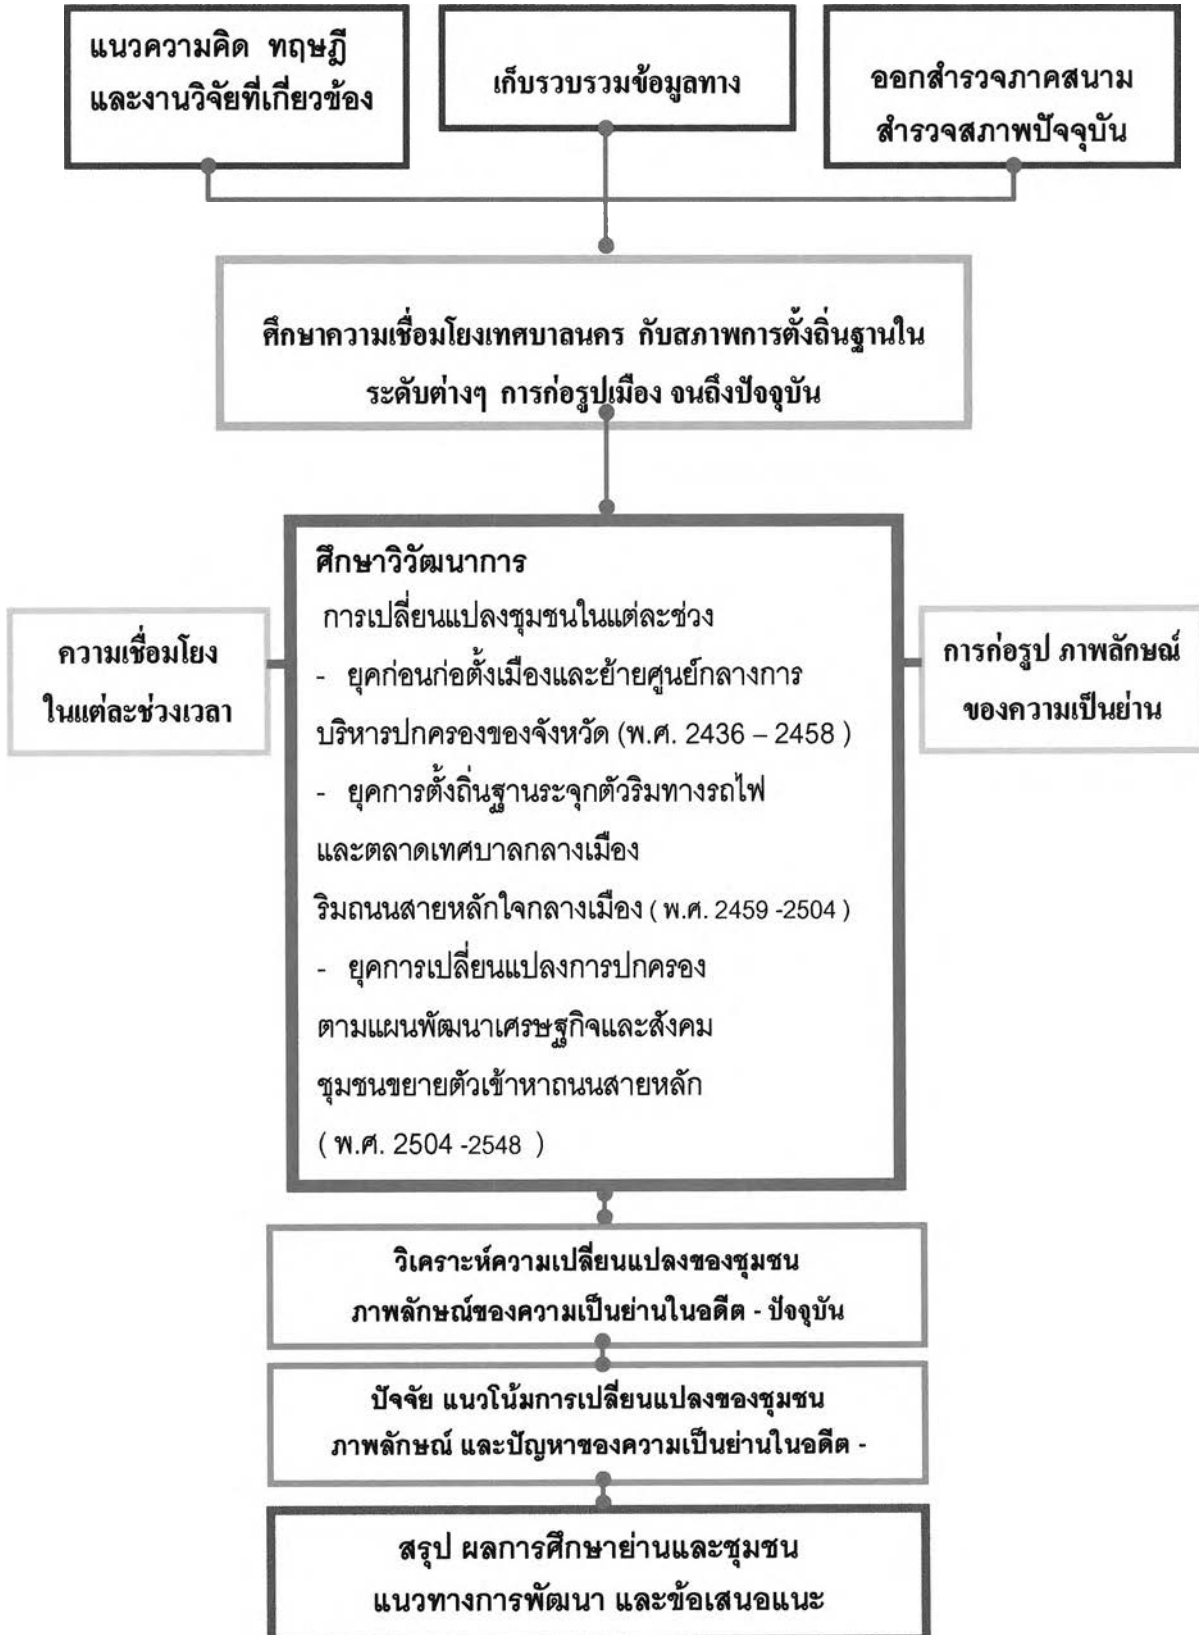 แนวความคิด ทฤษฎี
และงานวิจัยที่เกี่ยวข้อง
เก็บรวบรวมข้อมูลทาง
ออกสำรวจภาคสนาม
สำรวจสภาพปัจจุบัน
ศึกษาความเชื่อมโยงเทศบาลนคร กับสภาพการตั้งถิ่นฐานใน
ระดับต่างๆ การก่อรูปเมือง จนถึงปัจจุบัน
ความเชื่อมโยง
ในแต่ละช่วงเวลา
ศึกษาวิวัฒนาการ
การเปลี่ยนแปลงชุมชนในแต่ละช่วง
- ยุคก่อนก่อตั้งเมืองและย้ายศูนย์กลางการ
บริหารปกครองของจังหวัด (พ.ศ. 2436 – 2458 )
- ยุคการตั้งถิ่นฐานระจุกตัวริมทางรถไฟ
และตลาดเทศบาลกลางเมือง
ริมถนนสายหลักใจกลางเมือง ( พ.ศ. 2459 -2504 )
- ยุคการเปลี่ยนแปลงการปกครอง
ตามแผนพัฒนาเศรษฐกิจและสังคม
ชุมชนขยายตัวเข้าหาถนนสายหลัก
( พ.ศ. 2504 -2548 )
การก่อรูป ภาพลักษณ์
ของความเป็นย่าน
วิเคราะห์ความเปลี่ยนแปลงของชุมชน
ภาพลักษณ์ของความเป็นย่านในอดีต - ปัจจุบัน
ปัจจัย แนวโน้มการเปลี่ยนแปลงของชุมชน
ภาพลักษณ์ และปัญหาของความเป็นย่านในอดีต -
สรุป ผลการศึกษาย่านและชุมชน
แนวทางการพัฒนา และข้อเสนอแนะ